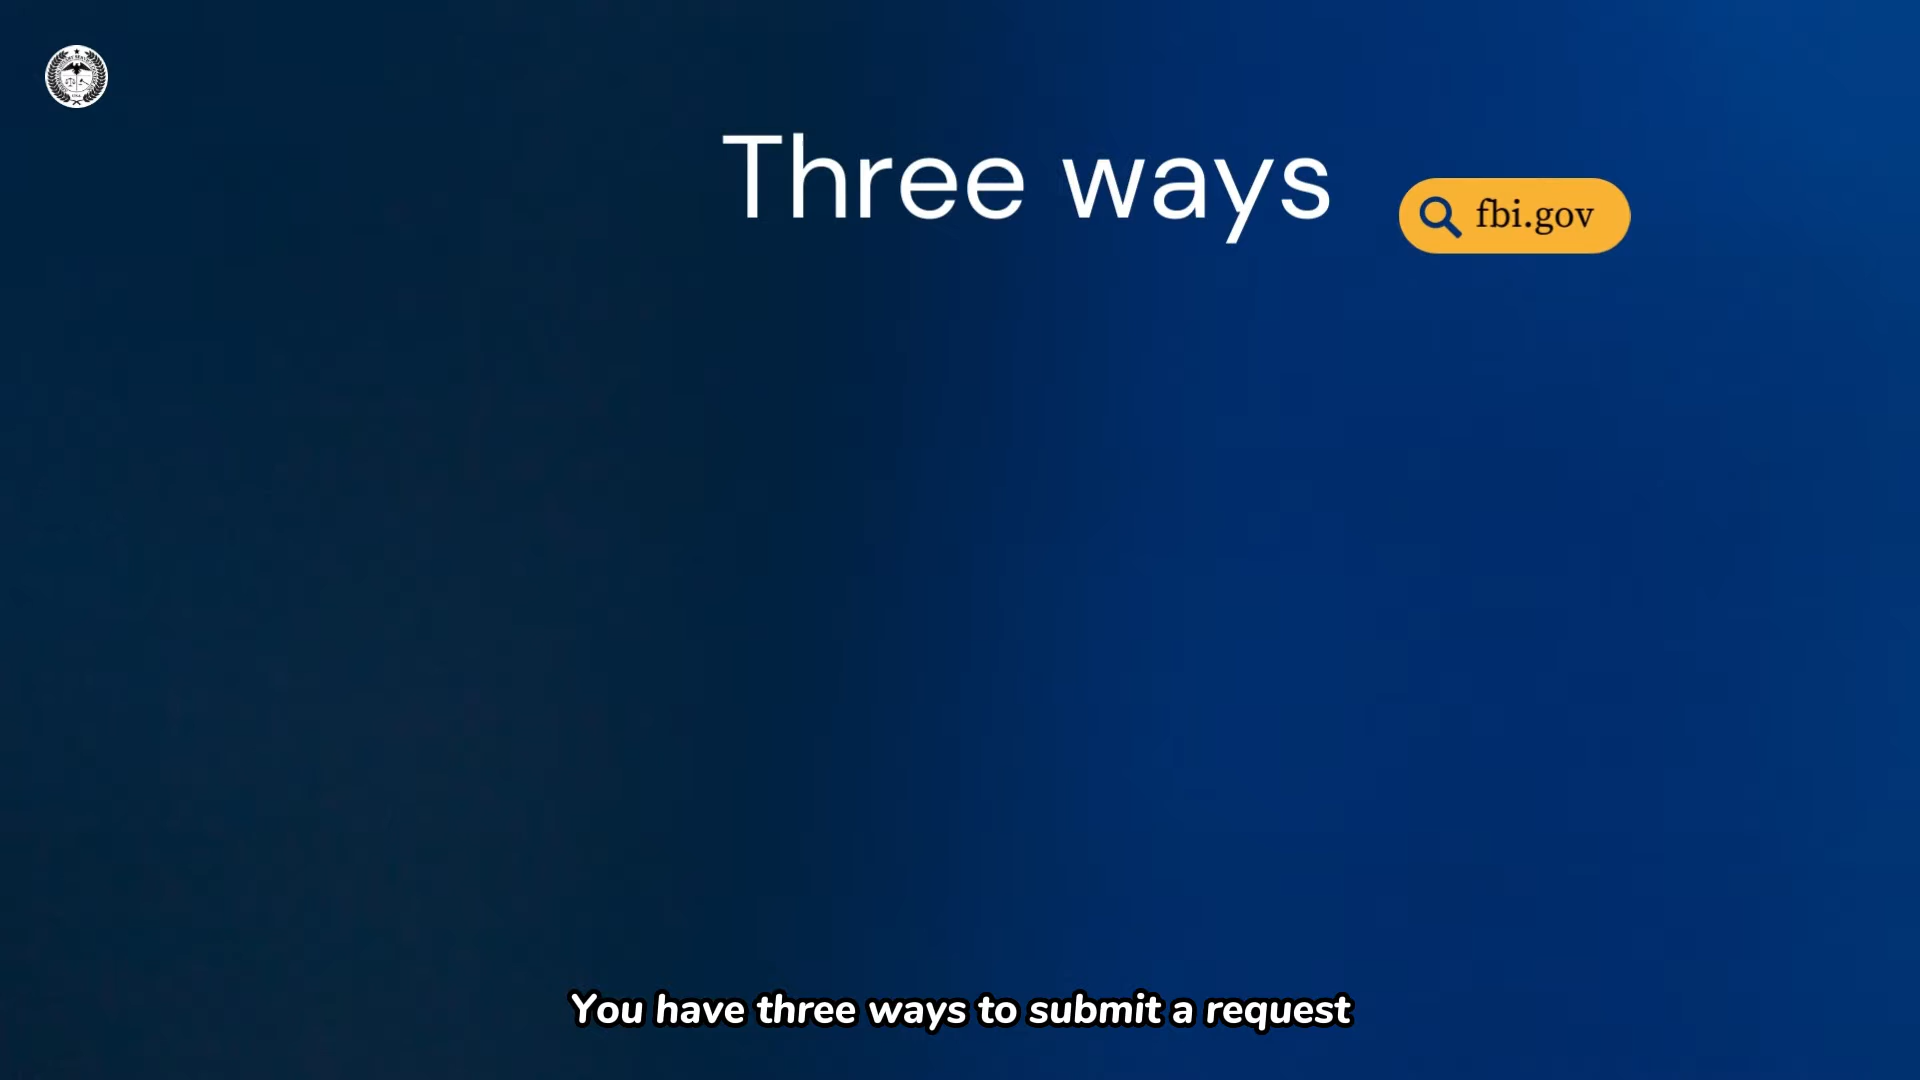 Three ways
fbi.gov
You have three ways to submit a request